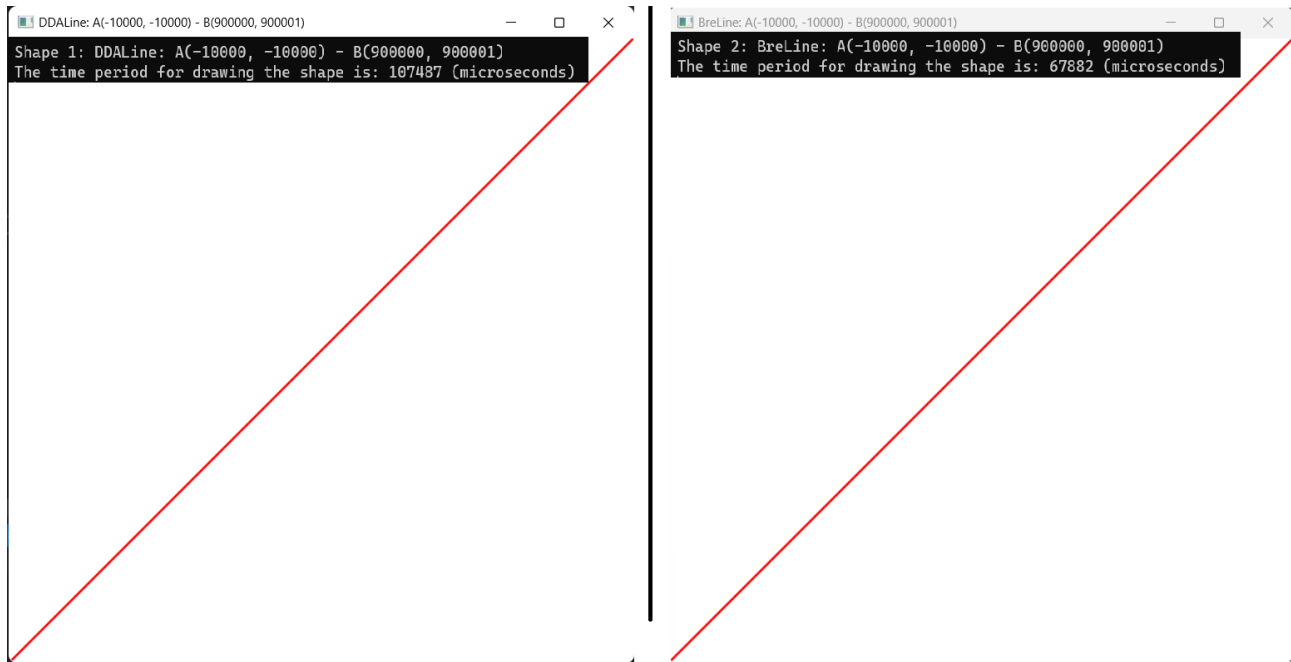 DDALine: A(-10000, -10000) - B(900000, 900001)
Shape 1: DDALine: A(-10000, -10000) - B(900000, 900001)
The time period for drawing the shape is: 107487 (microseconds)
BreLine: A(-10000, -10000) - B(900000, 900001)
Shape 2: BreLine: A(-10000, -10000) - B(900000, 900001)
The time period for drawing the shape is: 67882 (microseconds)